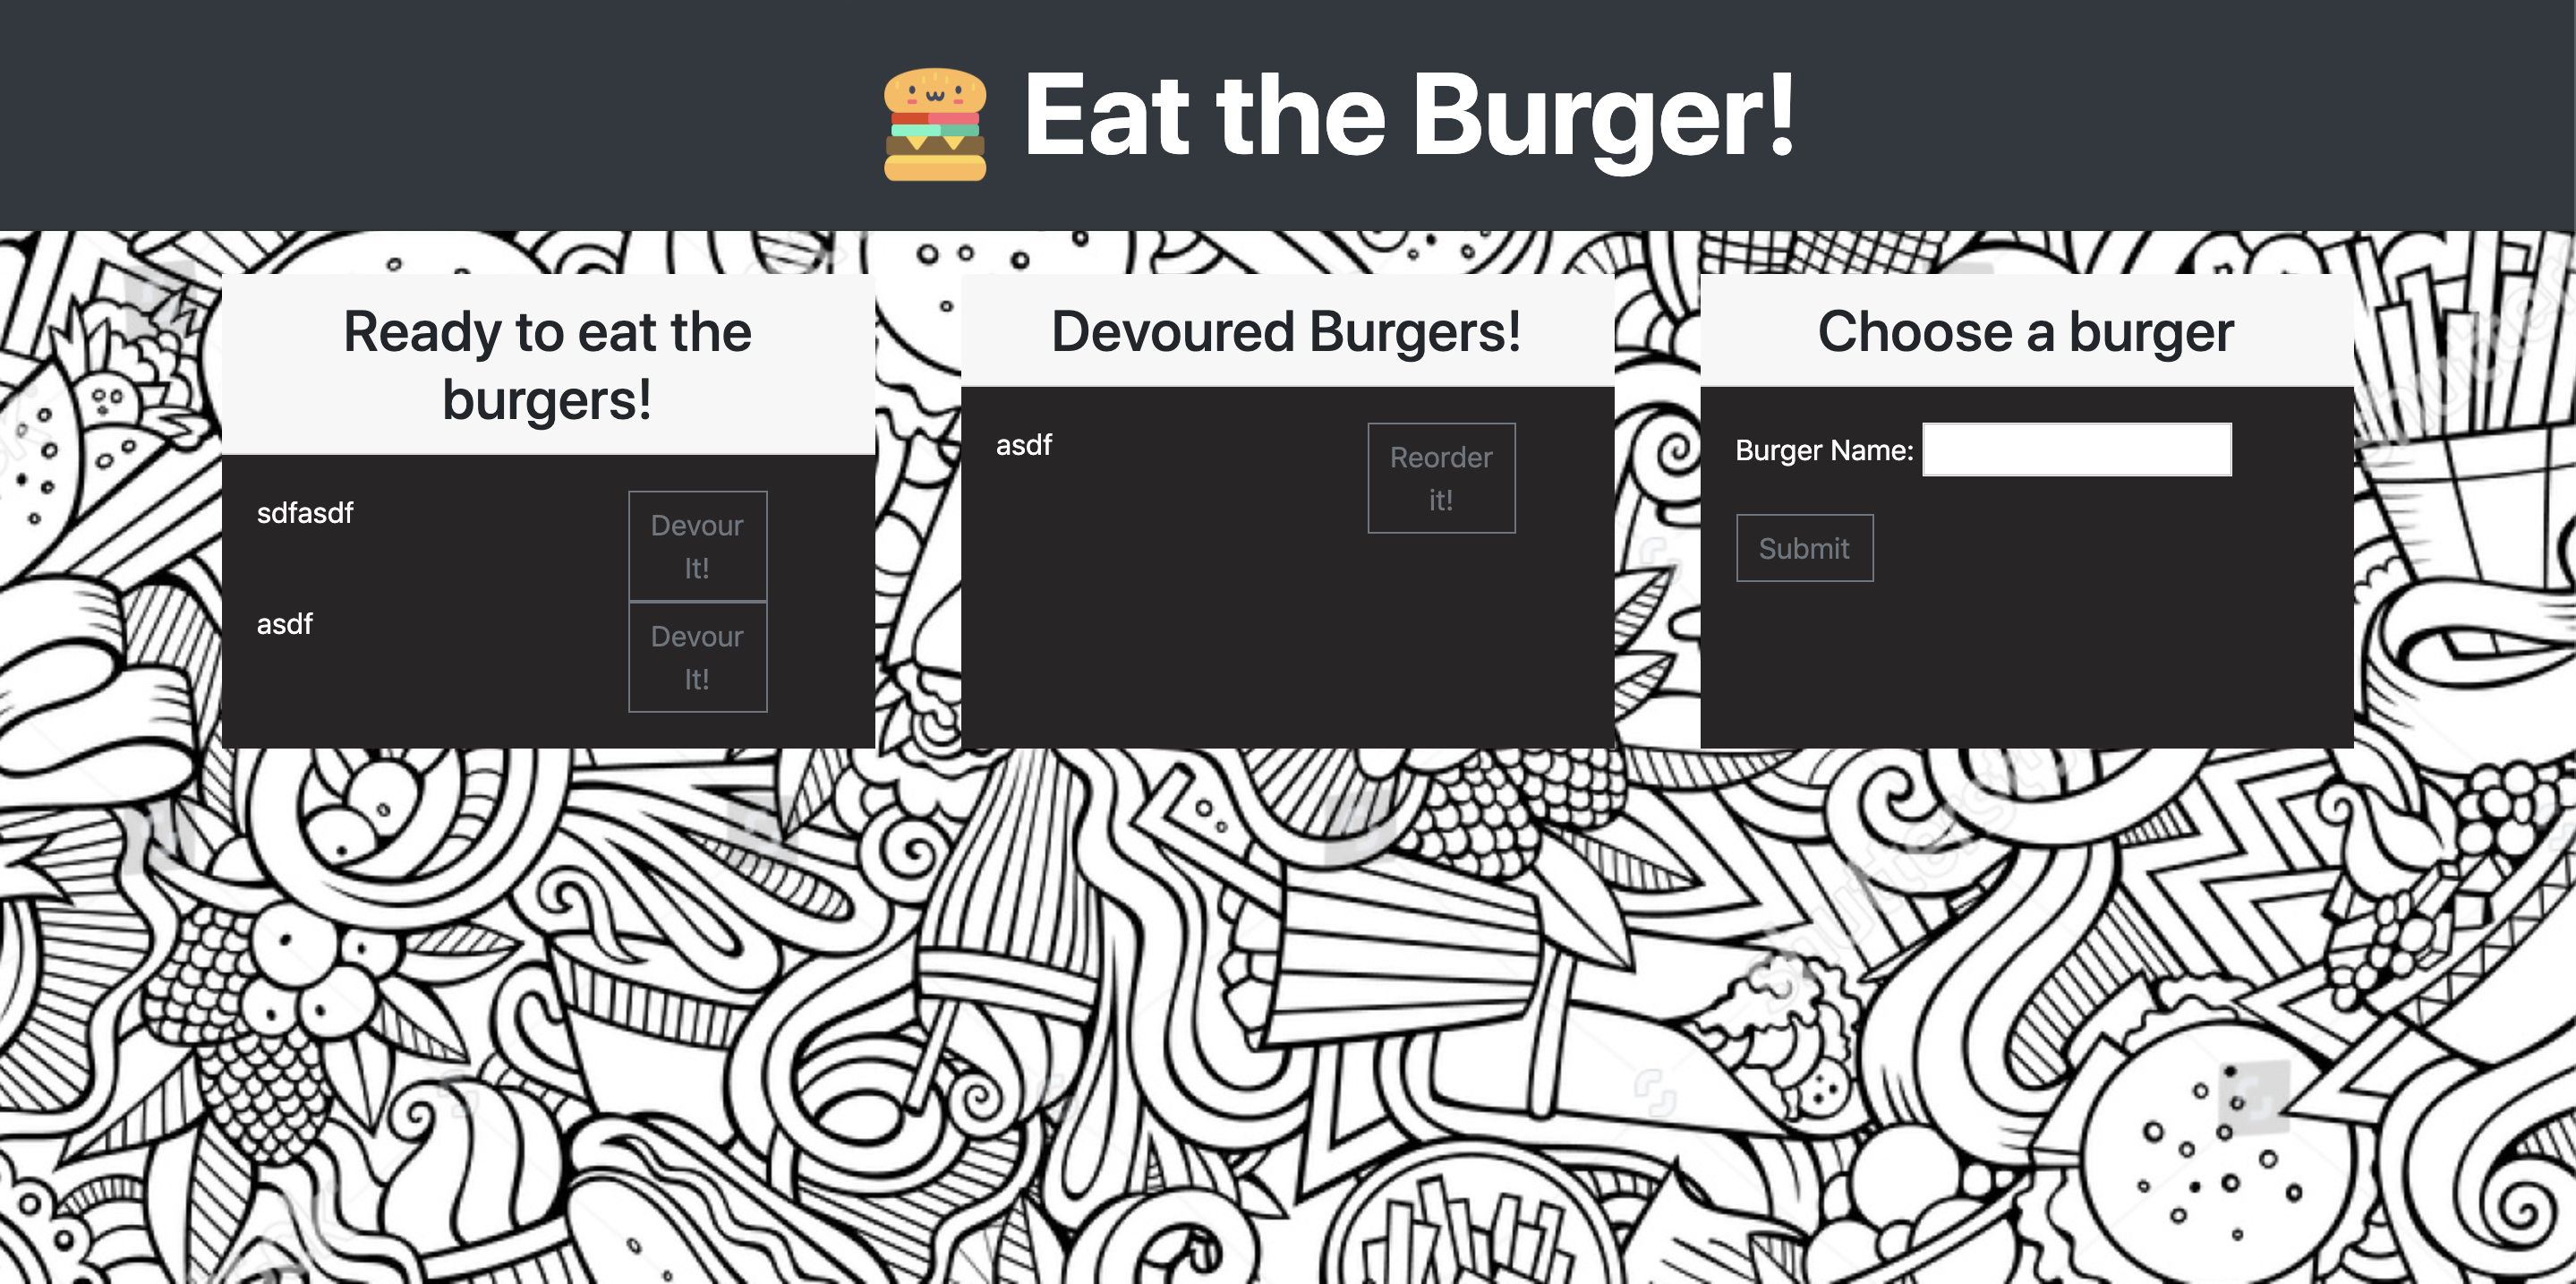 Eat the Burger!
Ready to eat the
burgers!
sdfasdf
Devour
It!
asdf
Devour
It!
Devoured Burgers!
asdf
Reorder
it!
Choose a burger
Burger Name:
Submit